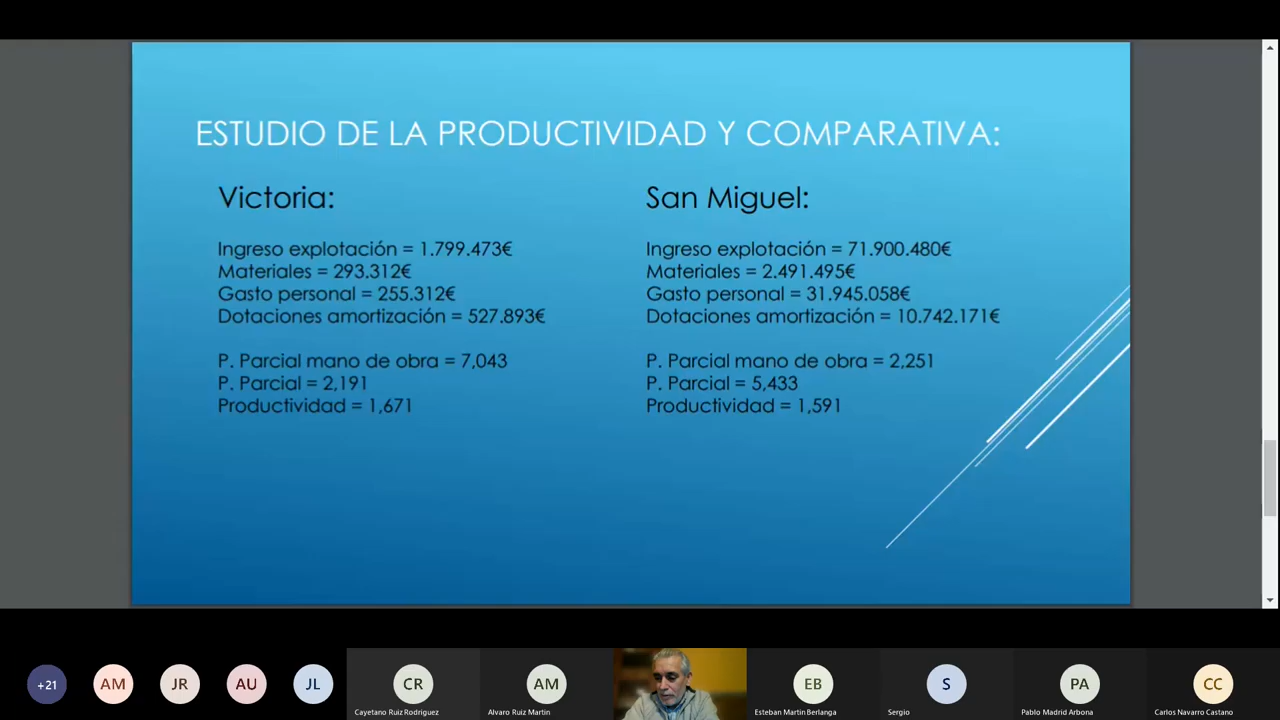 ESTUDIO DE LA PRODUCTIVIDAD Y COMPARATIVA:
Victoria:
Ingreso explotación = 1.799.473€
Materiales = 293.312€
Gasto personal = 255.312€
Dotaciones amortización = 527.893€
P. Parcial mano de obra = 7,043
P. Parcial = 2,191
Productividad = 1,671
San Miguel:
Ingreso explotación = 71.900.480€
Materiales = 2.491.495€
Gasto personal = 31.945.058€
Dotaciones amortización = 10.742.171€
P. Parcial mano de obra = 2,251
P. Parcial = 5,433
Productividad = 1,591
+21
AM
JR
AU
JL
CR
Cayetano Ruiz Rodriguez
AM
Alvaro Ruiz Martin
EB
Esteban Martin Berlanga
S
Sergio
PA
Pablo Madrid Arbona
CC
Carlos Navarro Castano